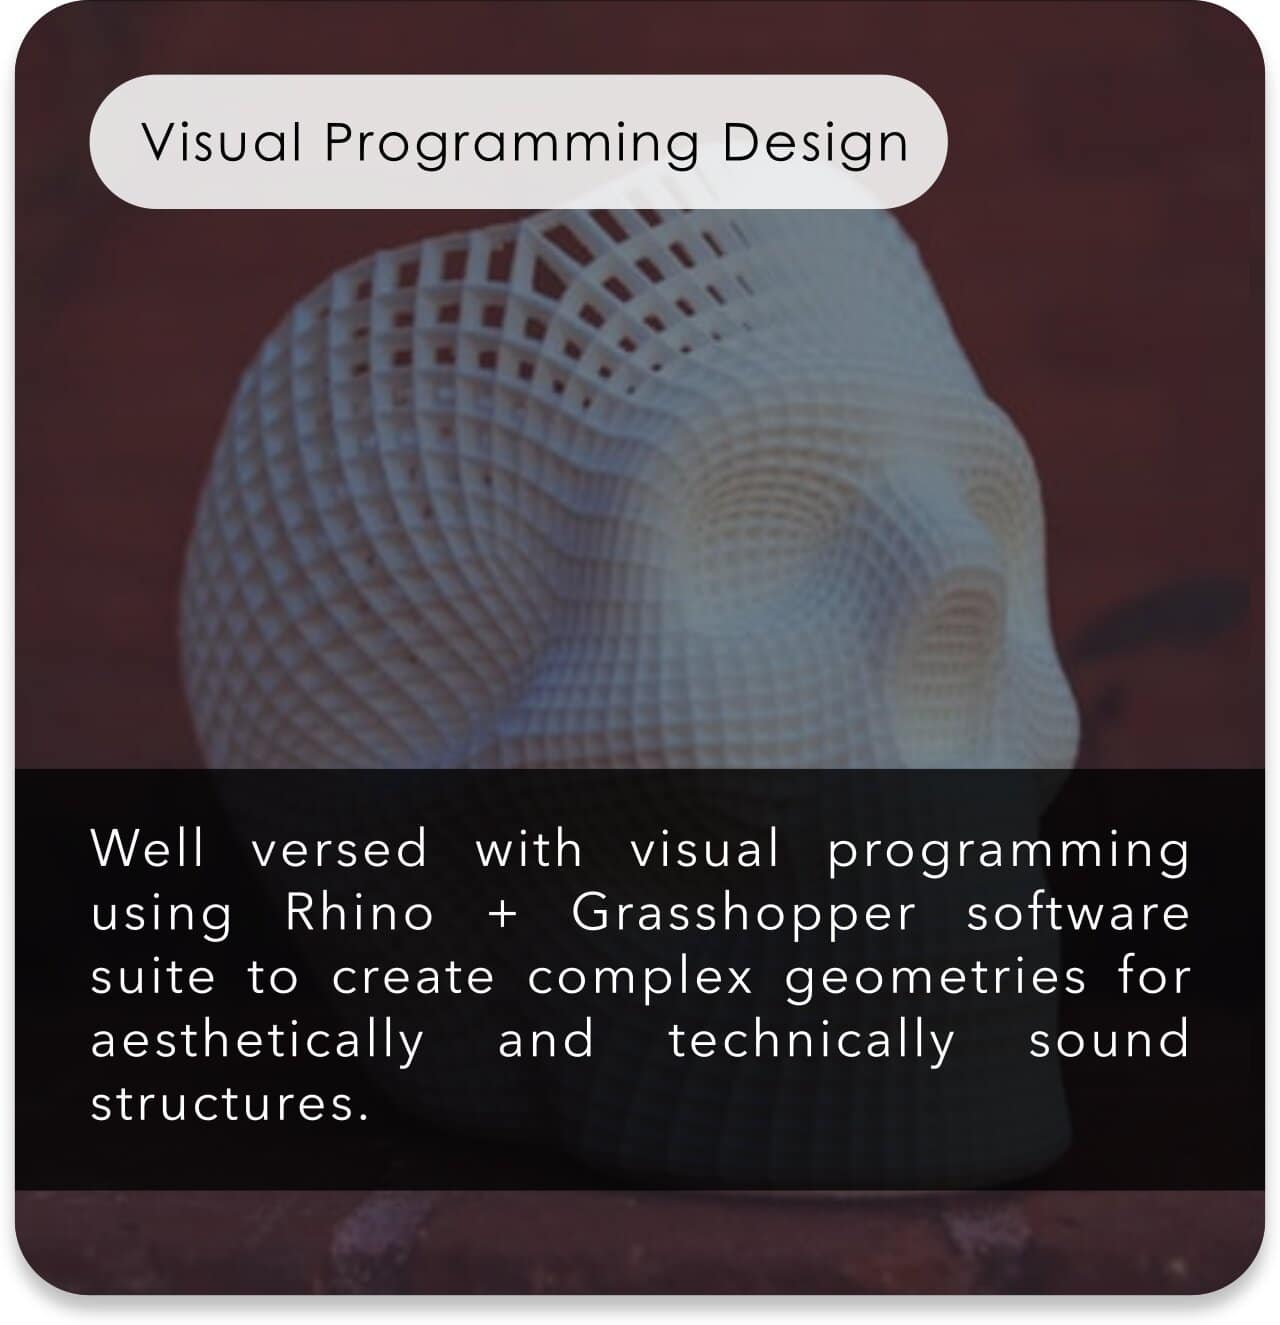 Visual Programming Design
Well versed with visual programming
using Rhino + Grasshopper software
suite to create complex geometries for
aesthetically and technically sound
structures.